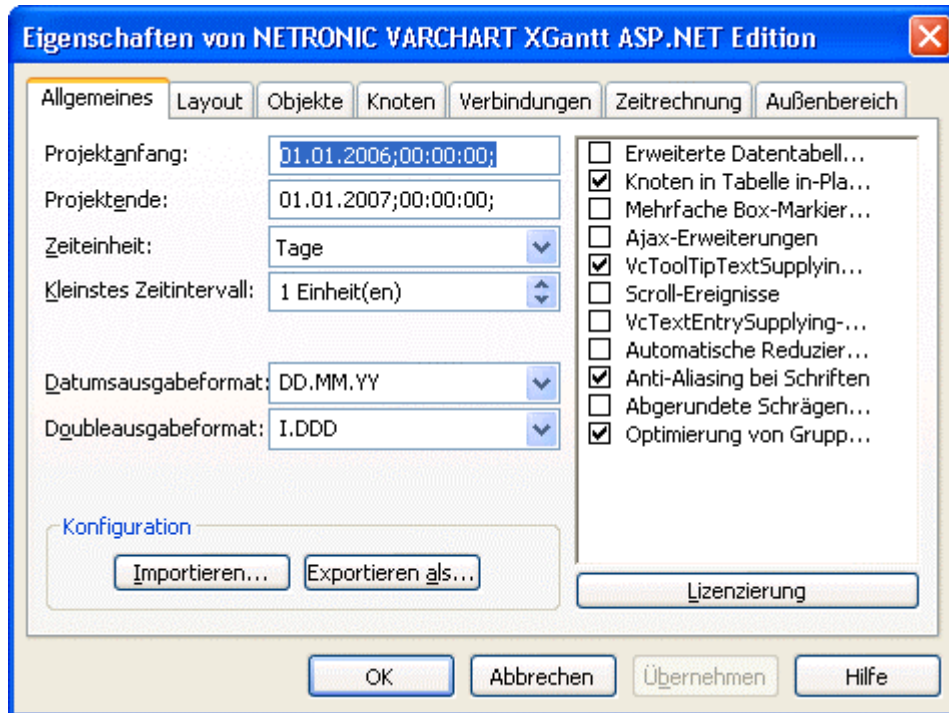 Eigenschaften von NETRONIC VARCHART XGantt ASP.NET Edition
Allgemeines Layout Objekte Knoten Verbindungen Zeitrechnung Außenbereich
Projektanfang: 01.01.2006;00:00:00;
Projektende: 01.01.2007;00:00:00;
Zeiteinheit: Tage
Kleinstes Zeitintervall: 1 Einheit(en)
Datumsausgabeformat: DD.MM.YY
Doubleausgabeformat: I.DDD
Konfiguration
Importieren... Exportieren als...
Erweiterte Datentabell...
Knoten in Tabelle in-Pla...
Mehrfache Box-Markier...
Ajax-Erweiterungen
VcToolTipTextSupplyin...
Scroll-Ereignisse
VcTextEntrySupplying-...
Automatische Reduzier...
Anti-Aliasing bei Schriften
Abgerundete Schrägen...
Optimierung von Grupp...
Lizenzierung
OK Abbrechen Übernehmen Hilfe